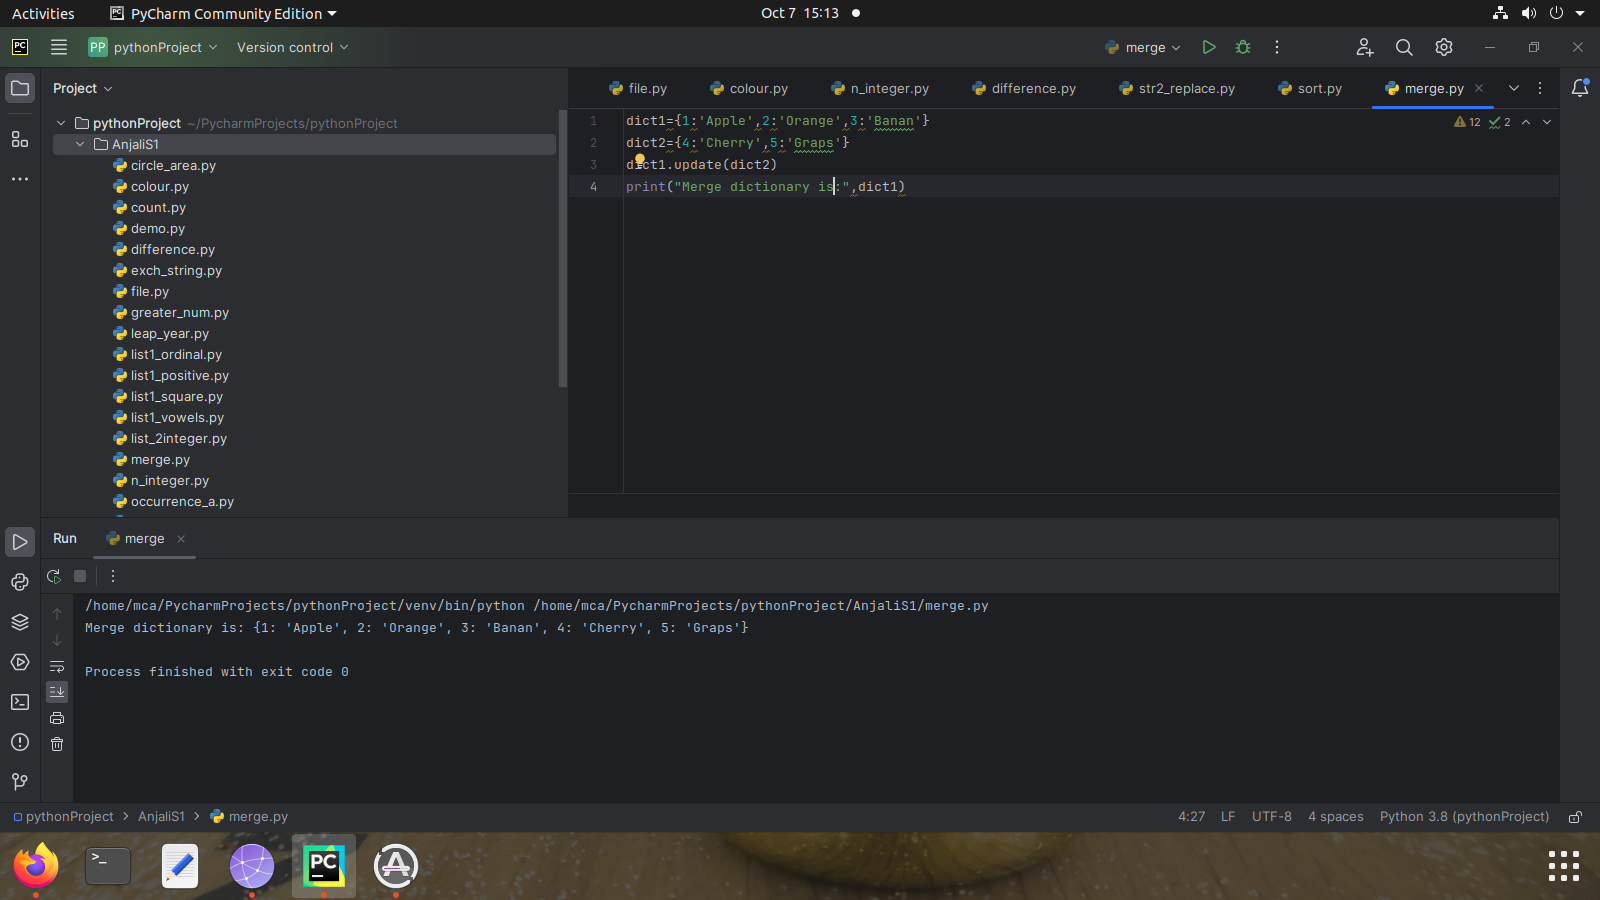 Activities PyCharm Community Edition Oct 7 15:13
PC PP pythonProject Version control merge
Project file.py colour.py n_integer.py difference.py str2_replace.py sort.py merge.py
pythonProject ~/PycharmProjects/pythonProject
AnjaliS1
circle_area.py
colour.py
count.py
demo.py
difference.py
exch_string.py
file.py
greater_num.py
leap_year.py
list1_ordinal.py
list1_positive.py
list1_square.py
list1_vowels.py
list_2integer.py
merge.py
n_integer.py
occurrence_a.py
1 dict1={1:'Apple',2:'Orange',3:'Banan'} 12 2
2 dict2={4:'Cherry',5:'Graps'}
3 dict1.update(dict2)
4 print("Merge dictionary is:",dict1)
Run merge
/home/mca/PycharmProjects/pythonProject/venv/bin/python /home/mca/PycharmProjects/pythonProject/AnjaliS1/merge.py
Merge dictionary is: {1: 'Apple', 2: 'Orange', 3: 'Banan', 4: 'Cherry', 5: 'Graps'}
Process finished with exit code 0
pythonProject > AnjaliS1 > merge.py 4:27 LF UTF-8 4 spaces Python 3.8 (pythonProject)
>_ PC